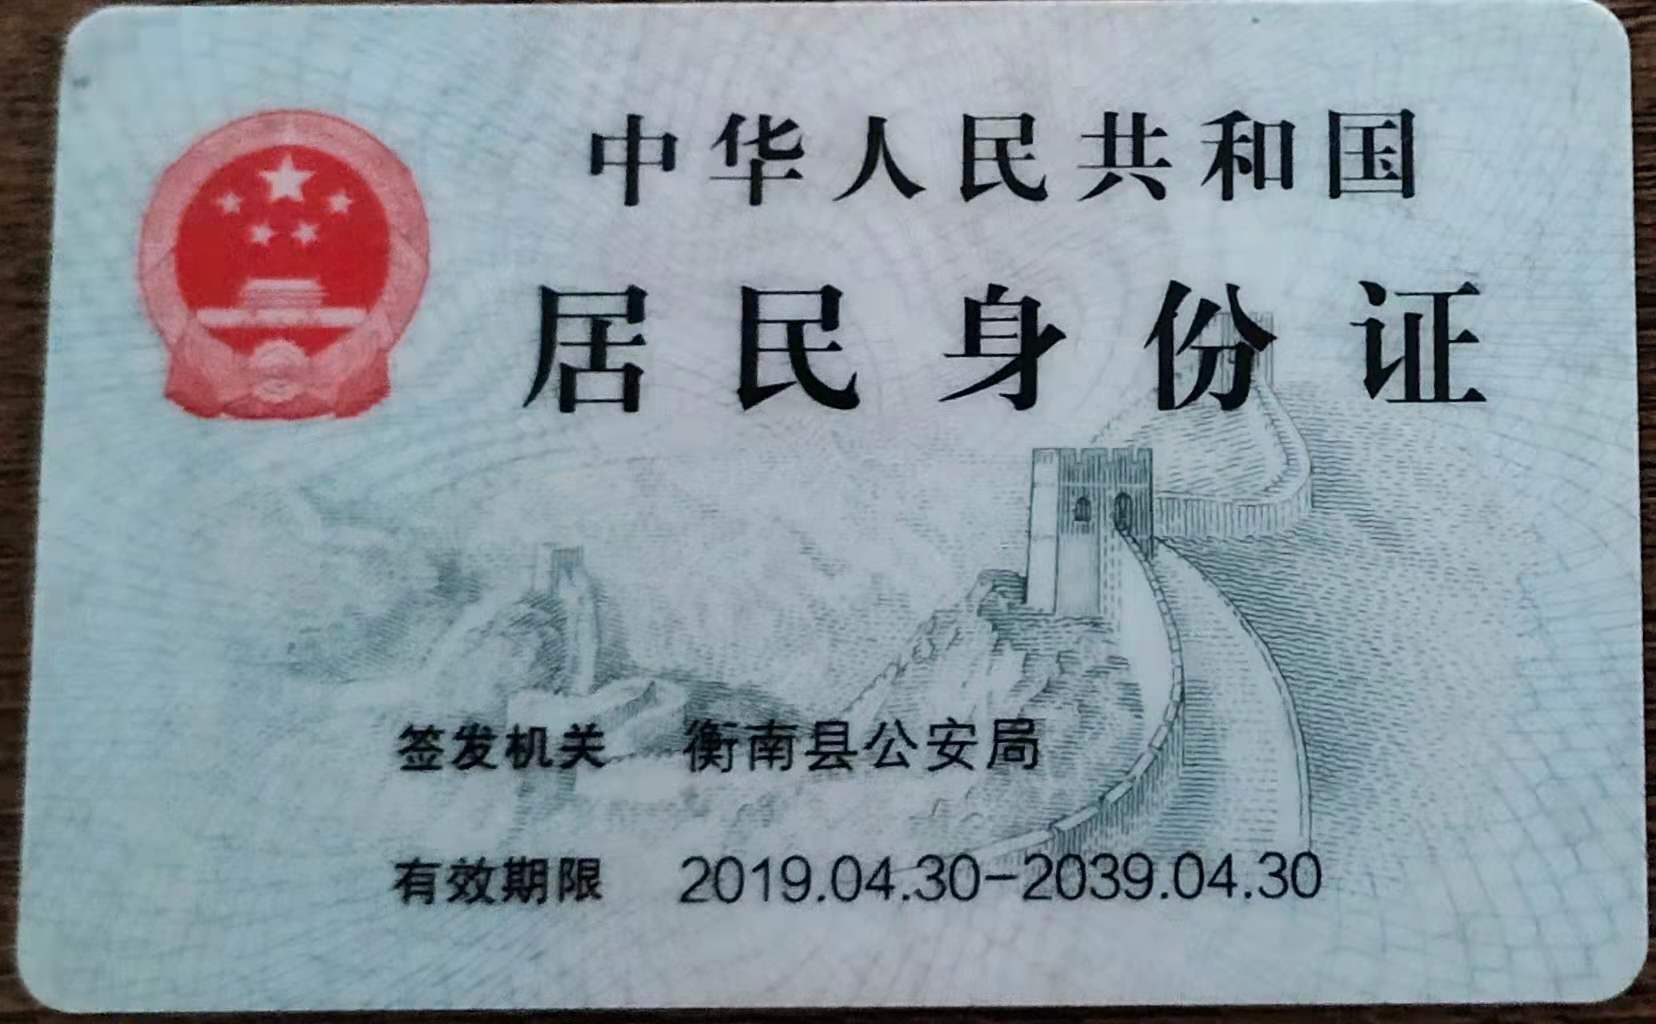 中华人民共和国
居民身份证
签发机关 衡南县公安局
有效期限 2019.04.30-2039.04.30